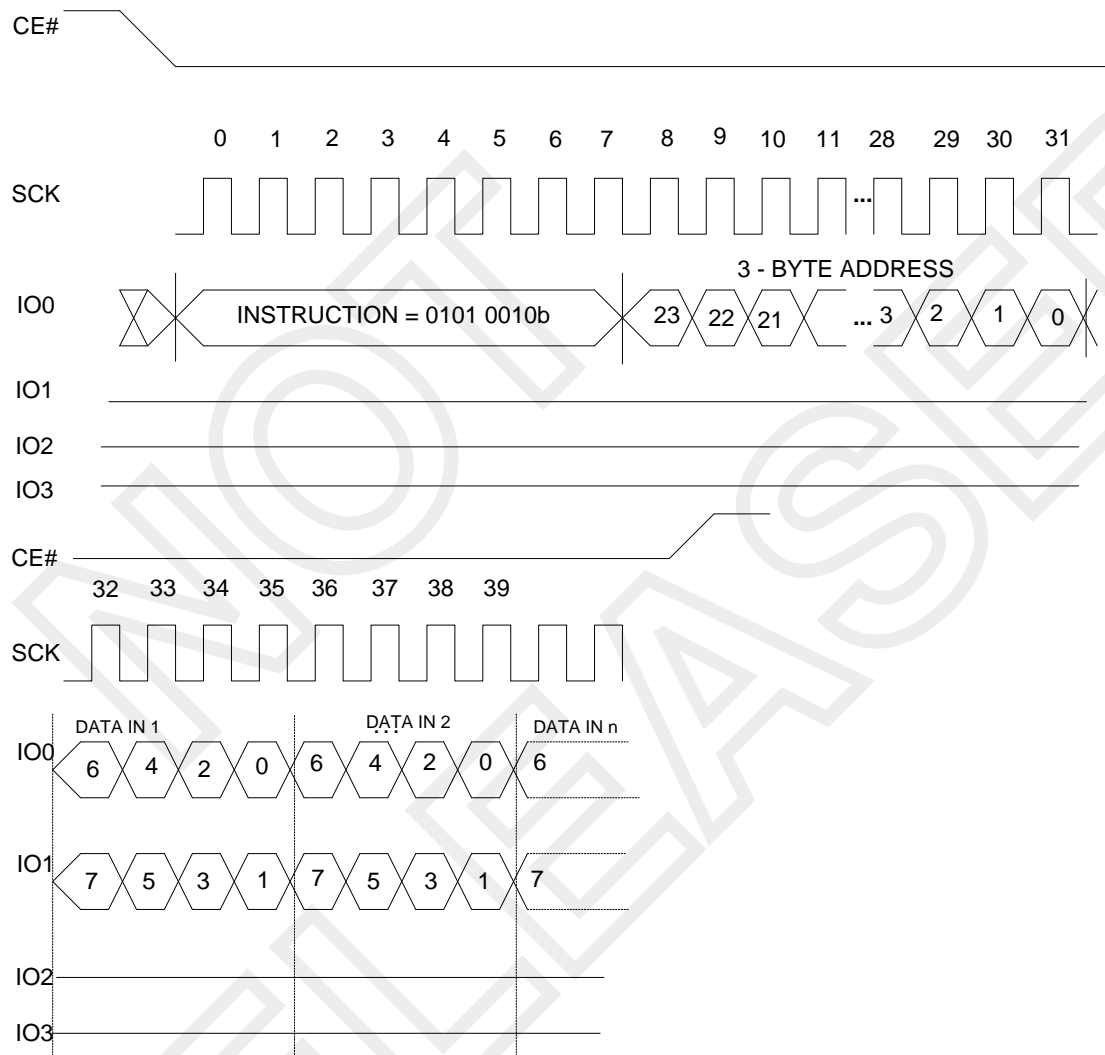 CE#
0 1 2 3 4 5 6 7 8 9 10 11 28 29 30 31
SCK ...
3 - BYTE ADDRESS
IO0 INSTRUCTION = 0101 0010b 23 22 21 ... 3 2 1 0
IO1
IO2
IO3
CE#
32 33 34 35 36 37 38 39
SCK
DATA IN 1 DATA IN 2 DATA IN n
...
IO0 6 4 2 0 6 4 2 0 6
IO1 7 5 3 1 7 5 3 1 7
IO2
IO3
NOT
RELEASED